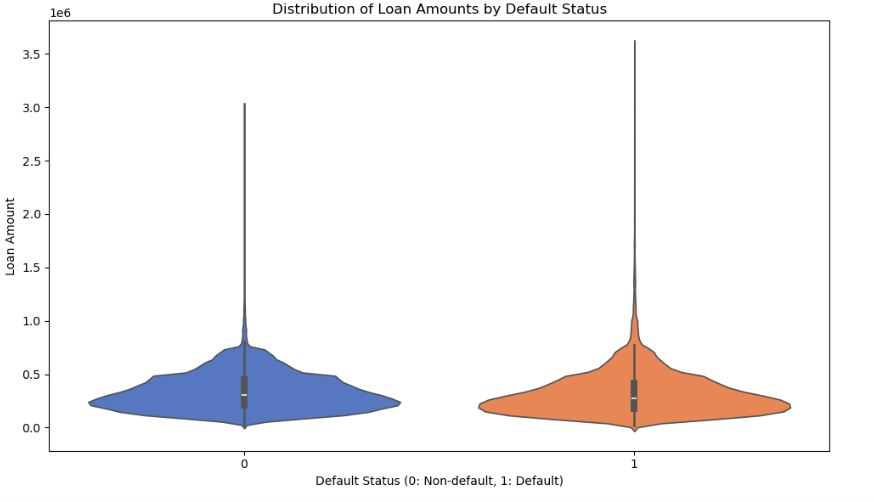 Distribution of Loan Amounts by Default Status
1e6
3.5
3.0
2.5
2.0
1.5
1.0
0.5
0.0
Loan Amount
0
1
Default Status (0: Non-default, 1: Default)